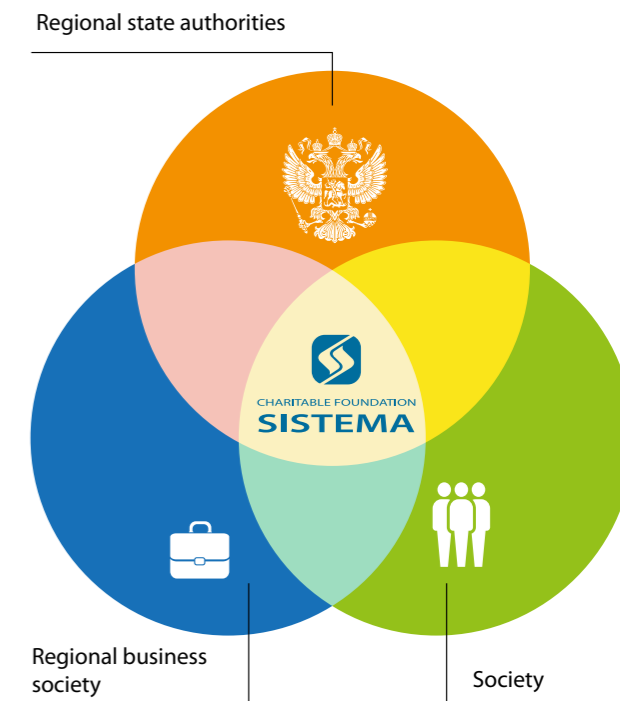 Regional state authorities
CHARITABLE FOUNDATION
SISTEMA
Regional business
society
Society